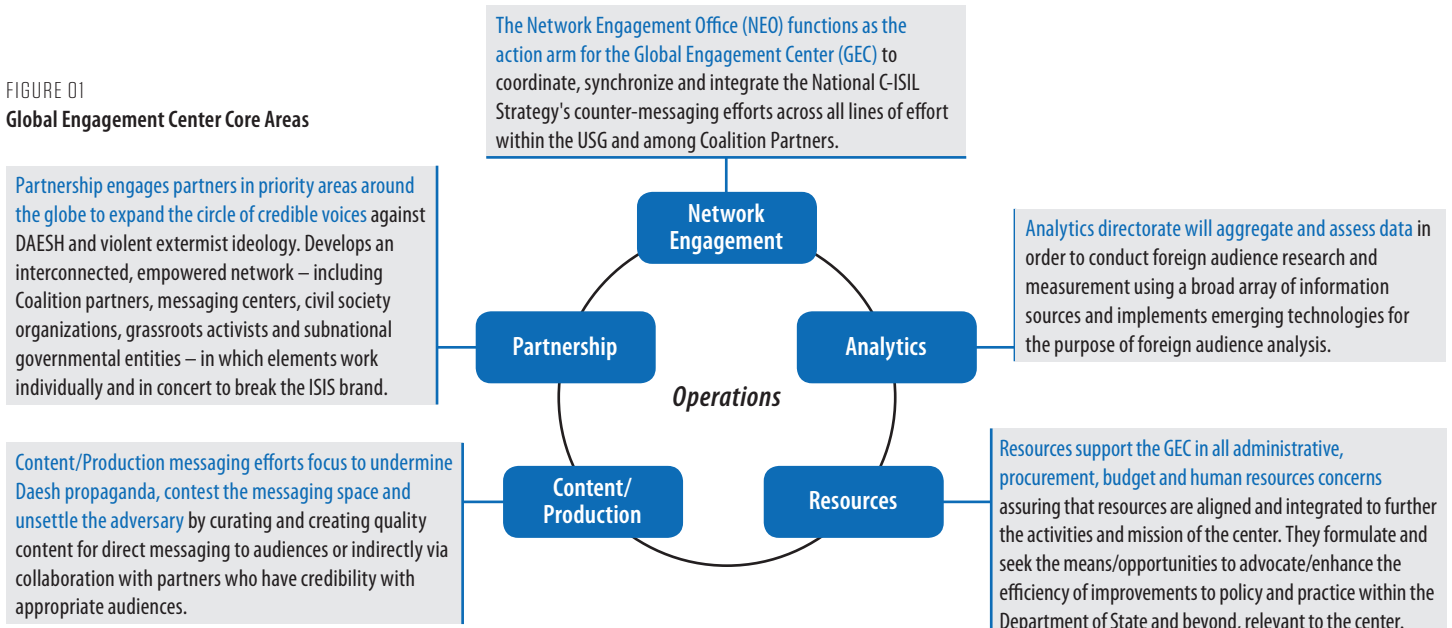 FIGURE 01
Global Engagement Center Core Areas
The Network Engagement Office (NEO) functions as the
action arm for the Global Engagement Center (GEC) to
coordinate, synchronize and integrate the National C-ISIL
Strategy's counter-messaging efforts across all lines of effort
within the USG and among Coalition Partners.
Partnership engages partners in priority areas around
the globe to expand the circle of credible voices against
DAESH and violent extermist ideology. Develops an
interconnected, empowered network – including
Coalition partners, messaging centers, civil society
organizations, grassroots activists and subnational
governmental entities – in which elements work
individually and in concert to break the ISIS brand.
Network
Engagement
Analytics directorate will aggregate and assess data in
order to conduct foreign audience research and
measurement using a broad array of information
sources and implements emerging technologies for
the purpose of foreign audience analysis.
Partnership
Analytics
Operations
Content/Production messaging efforts focus to undermine
Daesh propaganda, contest the messaging space and
unsettle the adversary by curating and creating quality
content for direct messaging to audiences or indirectly via
collaboration with partners who have credibility with
appropriate audiences.
Content/
Production
Resources
Resources support the GEC in all administrative,
procurement, budget and human resources concerns
assuring that resources are aligned and integrated to further
the activities and mission of the center. They formulate and
seek the means/opportunities to advocate/enhance the
efficiency of improvements to policy and practice within the
Department of State and beyond, relevant to the center.